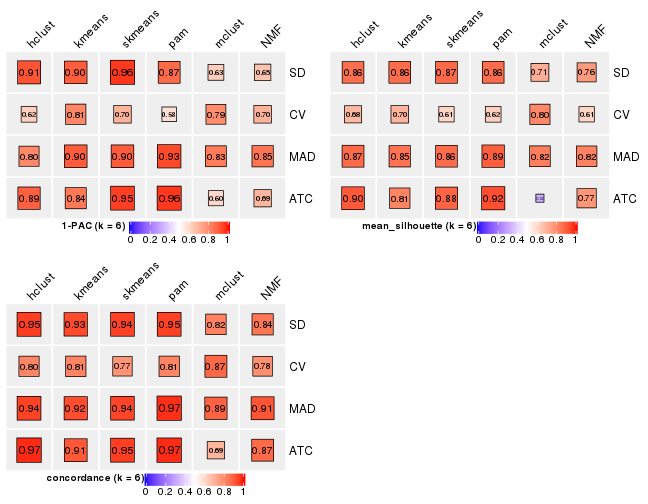 hclust kmeans skmeans pam mclust NMF
0.91 0.90 0.96 0.87 0.63 0.65 SD
0.62 0.81 0.70 0.58 0.79 0.70 CV
0.80 0.90 0.90 0.93 0.83 0.85 MAD
0.89 0.84 0.95 0.96 0.60 0.69 ATC
1-PAC (k = 6)
0 0.2 0.4 0.6 0.8 1
hclust kmeans skmeans pam mclust NMF
0.86 0.86 0.87 0.86 0.71 0.76 SD
0.68 0.70 0.61 0.62 0.80 0.61 CV
0.87 0.85 0.86 0.89 0.82 0.82 MAD
0.90 0.81 0.88 0.92 0.77 ATC
mean_silhouette (k = 6)
0 0.2 0.4 0.6 0.8 1
hclust kmeans skmeans pam mclust NMF
0.95 0.93 0.94 0.95 0.82 0.84 SD
0.80 0.81 0.77 0.81 0.87 0.78 CV
0.94 0.92 0.94 0.97 0.89 0.91 MAD
0.97 0.91 0.95 0.97 0.69 0.87 ATC
concordance (k = 6)
0 0.2 0.4 0.6 0.8 1